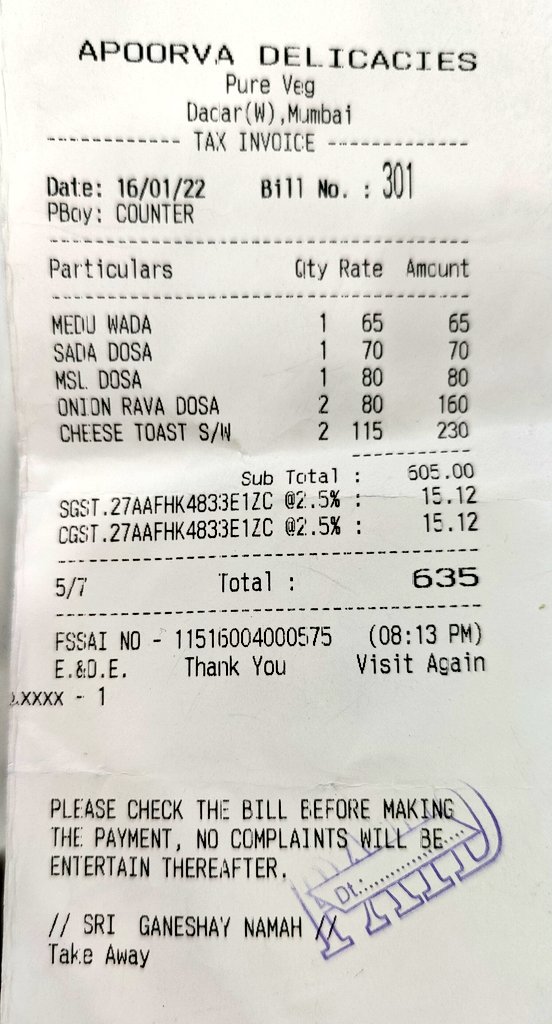 APOORVA DELICACIES
Pure Veg
Dadar(W),Mumbai
------------ TAX INVOICE -------------
Date: 16/01/22 Bill No. : 301
PBoy: COUNTER
Particulars Qty Rate Amount
MEDU WADA 1 65 65
SADA DOSA 1 70 70
MSL DOSA 1 80 80
ONION RAVA DOSA 2 80 160
CHEESE TOAST S/W 2 115 230
Sub Total : 605.00
SGST.27AAFHK4833E1ZC @2.5% : 15.12
CGST.27AAFHK4833E1ZC @2.5% : 15.12
5/7 Total : 635
FSSAI NO - 11516004000575 (08:13 PM)
E.&O.E. Thank You Visit Again
.XXXX - 1
PLEASE CHECK THE BILL BEFORE MAKING
THE PAYMENT, NO COMPLAINTS WILL BE
ENTERTAIN THEREAFTER.
Dt.:............
// SRI GANESHAY NAMAH //
Take Away